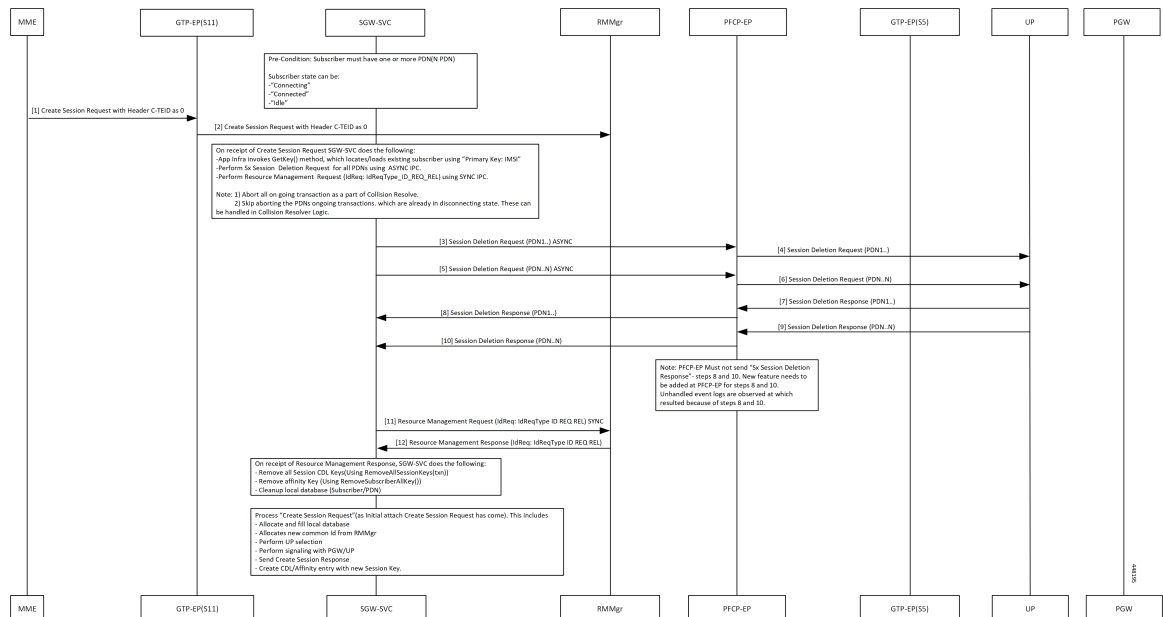 MME
GTP-EP(S11)
SGW-SVC
RMMgr
PFCP-EP
GTP-EP(S5)
UP
PGW
Pre-Condition: Subscriber must have one or more PDN(N PDN)
Subscriber state can be:
-"Connecting"
-"Connected"
-"Idle"
[1] Create Session Request with Header C-TEID as 0
[2] Create Session Request with Header C-TEID as 0
On receipt of Create Session Request SGW-SVC does the following:
-App Infra invokes GetKey() method, which locates/loads existing subscriber using "Primary Key: IMSI"
-Perform Sx Session Deletion Request for all PDNs using ASYNC IPC.
-Perform Resource Management Request (IdReq: IdReqType_ID_REQ_REL) using SYNC IPC.
Note: 1) Abort all on going transaction as a part of Collision Resolve.
2) Skip aborting the PDNs ongoing transactions. which are already in disconnecting state. These can
be handled in Collision Resolver Logic.
[3] Session Deletion Request (PDN1..) ASYNC
[4] Session Deletion Request (PDN1..)
[5] Session Deletion Request (PDN..N) ASYNC
[6] Session Deletion Request (PDN..N)
[7] Session Deletion Response (PDN1..)
[8] Session Deletion Response (PDN1..)
[9] Session Deletion Response (PDN..N)
[10] Session Deletion Response (PDN..N)
Note: PFCP-EP Must not send "Sx Session Deletion
Response"- steps 8 and 10. New feature needs to
be added at PFCP-EP for steps 8 and 10.
Unhandled event logs are observed at which
resulted because of steps 8 and 10.
[11] Resource Management Request (IdReq: IdReqType ID REQ REL) SYNC
[12] Resource Management Response (IdReq: IdReqType ID REQ REL)
On receipt of Resource Management Response, SGW-SVC does the following:
- Remove all Session CDL Keys(Using RemoveAllSessionKeys(txn))
- Remove affinity Key (Using RemoveSubscriberAllKey())
- Cleanup local database (Subscriber/PDN)
Process "Create Session Request"(as Initial attach Create Session Request has come). This includes
- Allocate and fill local database
- Allocates new common Id from RMMgr
- Perform UP selection
- Perform signaling with PGW/UP
- Send Create Session Response
- Create CDL/Affinity entry with new Session Key.
448195
MME
GTP-EP(S11)
SGW-SVC
RMMgr
PFCP-EP
GTP-EP(S5)
UP
PGW